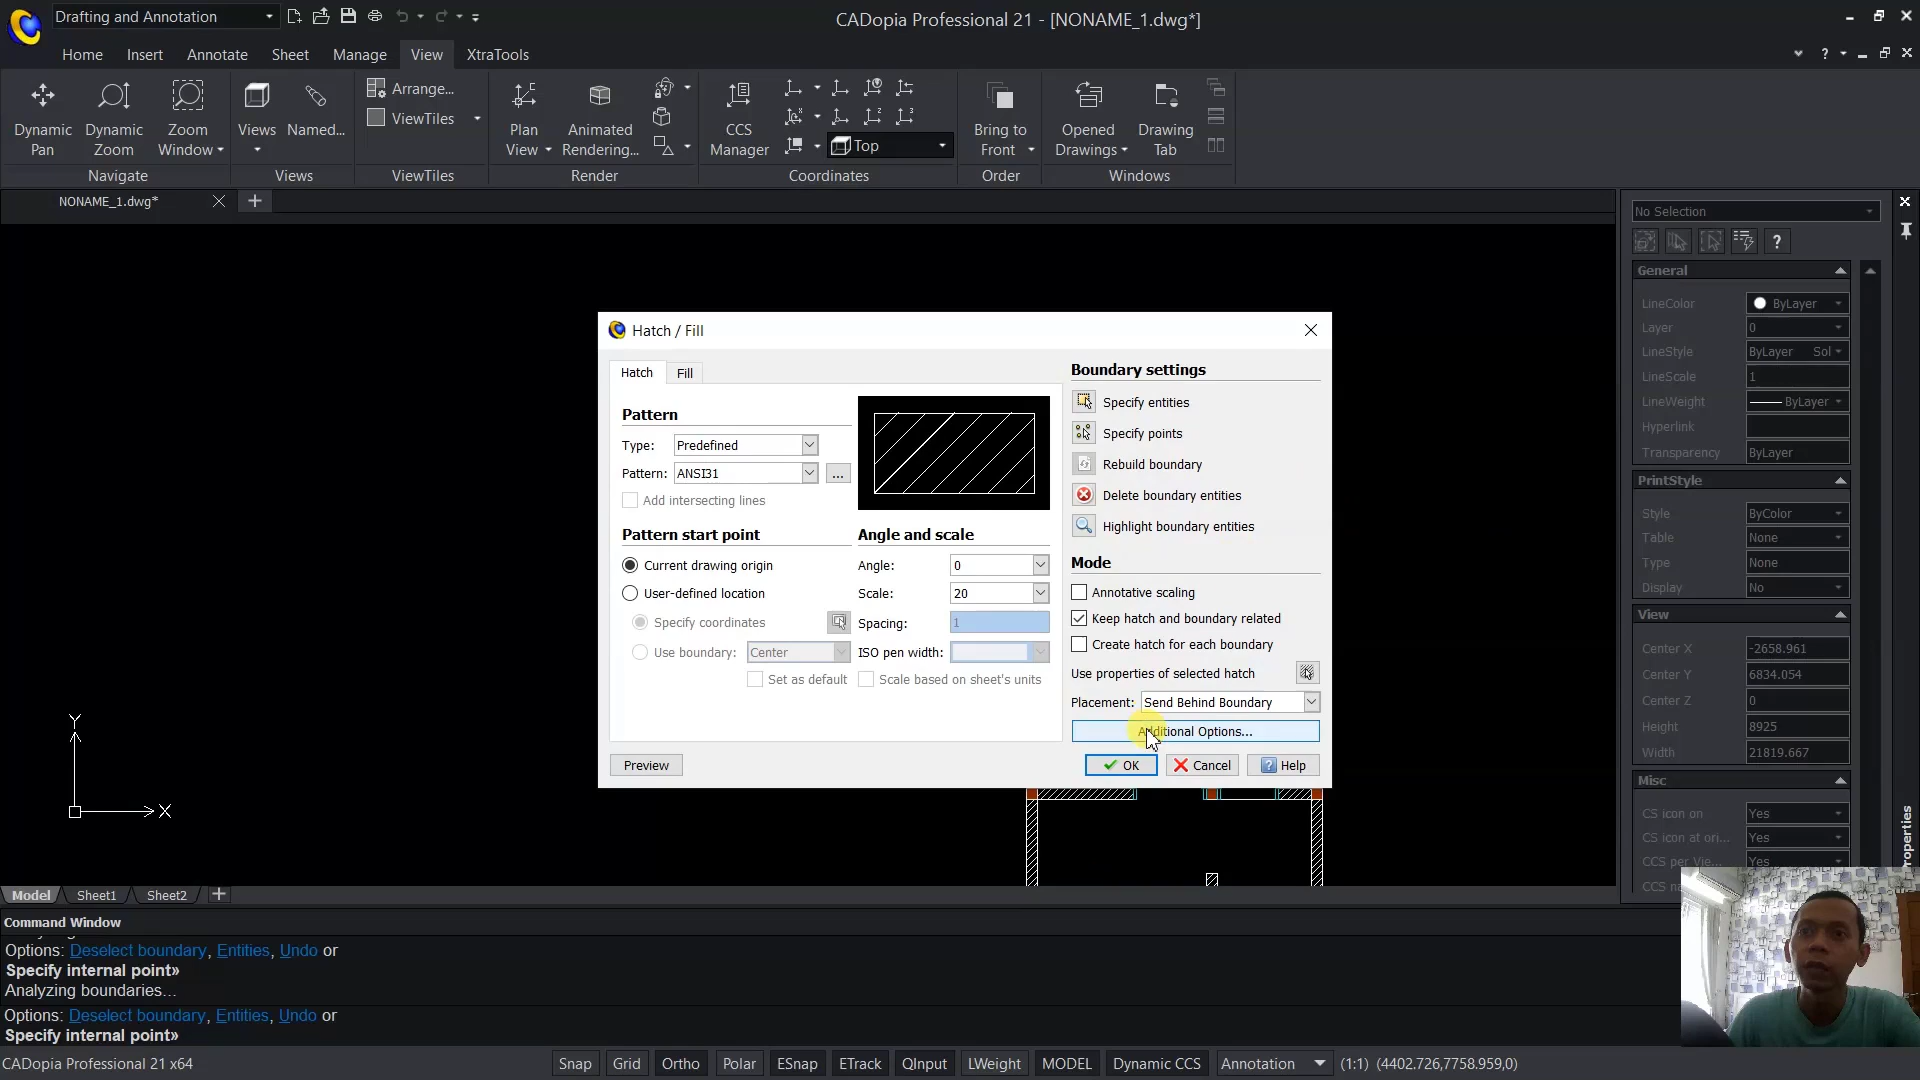 Drafting and Annotation
CADopia Professional 21 - [NONAME_1.dwg*]
Home Insert Annotate Sheet Manage View XtraTools
Dynamic Pan
Dynamic Zoom
Zoom Window
Navigate
Views
Named...
Views
Arrange...
ViewTiles
ViewTiles
Plan View
Animated Rendering...
Render
CCS Manager
Top
Coordinates
Bring to Front
Order
Opened Drawings
Drawing Tab
Windows
NONAME_1.dwg*
Hatch / Fill
Hatch Fill
Pattern
Type: Predefined
Pattern: ANSI31
...
Add intersecting lines
Pattern start point
Current drawing origin
User-defined location
Specify coordinates
Use boundary: Center
Set as default
Angle and scale
Angle: 0
Scale: 20
Spacing: 1
ISO pen width:
Scale based on sheet's units
Boundary settings
Specify entities
Specify points
Rebuild boundary
Delete boundary entities
Highlight boundary entities
Mode
Annotative scaling
Keep hatch and boundary related
Create hatch for each boundary
Use properties of selected hatch
Placement: Send Behind Boundary
Additional Options...
Preview
OK Cancel Help
Y
X
No Selection
?
General
LineColor ByLayer
Layer 0
LineStyle ByLayer Sol
LineScale 1
LineWeight ByLayer
Hyperlink
Transparency ByLayer
PrintStyle
Style ByColor
Table None
Type None
Display No
View
Center X -2658.961
Center Y 6834.054
Center Z 0
Height 8925
Width 21819.667
Misc
CS icon on Yes
CS icon at ori... Yes
CCS per Vie... Yes
Model Sheet1 Sheet2
Command Window
Options: Deselect boundary, Entities, Undo or
Specify internal point»
Analyzing boundaries...
Options: Deselect boundary, Entities, Undo or
Specify internal point»
CADopia Professional 21 x64
Snap Grid Ortho Polar ESnap ETrack QInput LWeight MODEL Dynamic CCS Annotation (1:1) (4402.726,7758.959,0)